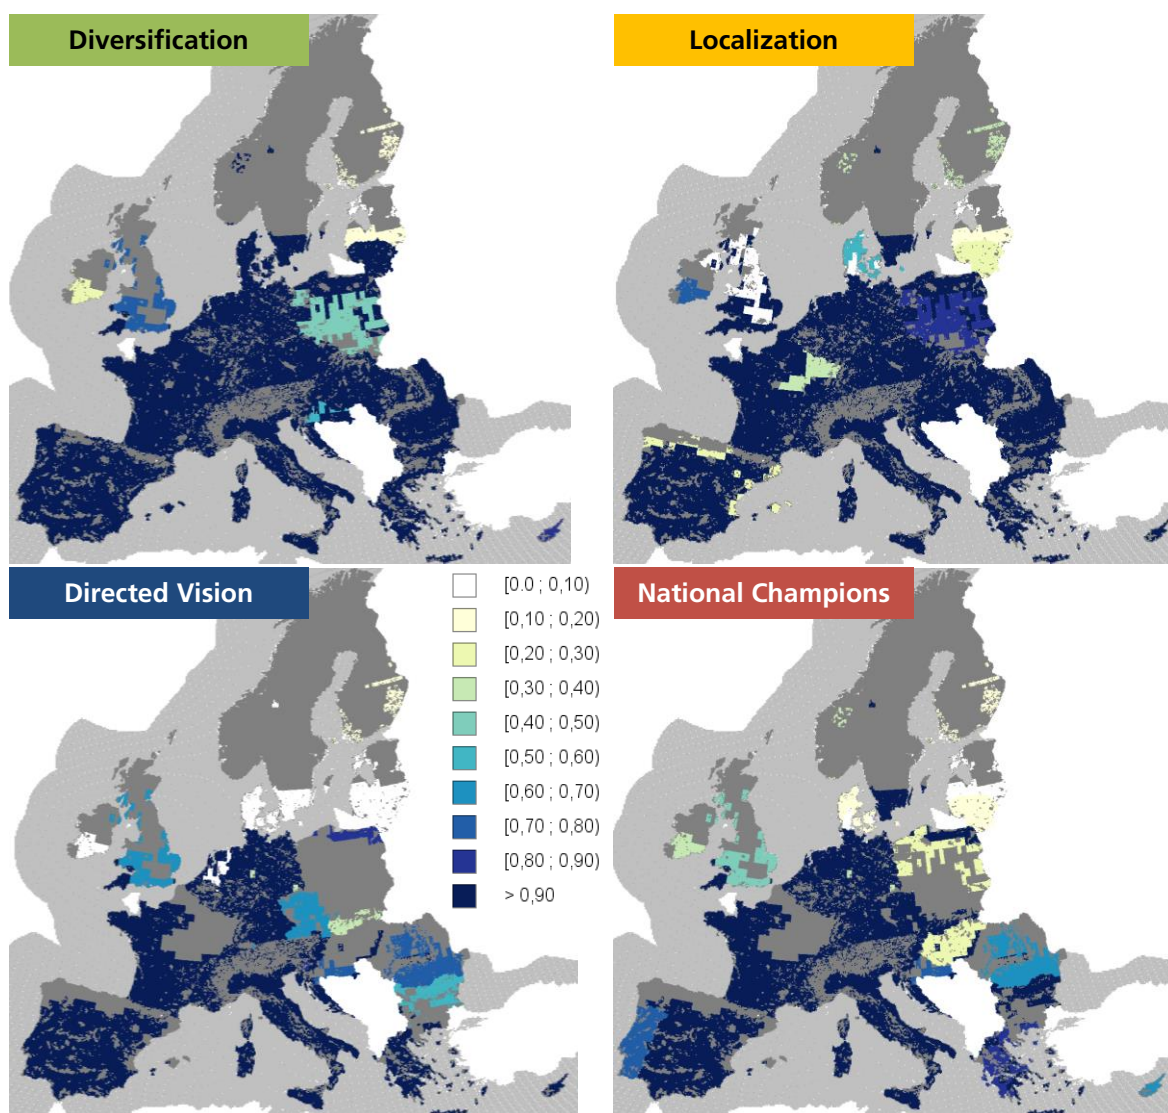 Diversification
Localization
Directed Vision
National Champions
[0.0 ; 0,10)
[0,10 ; 0,20)
[0,20 ; 0,30)
[0,30 ; 0,40)
[0,40 ; 0,50)
[0,50 ; 0,60)
[0,60 ; 0,70)
[0,70 ; 0,80)
[0,80 ; 0,90)
> 0,90